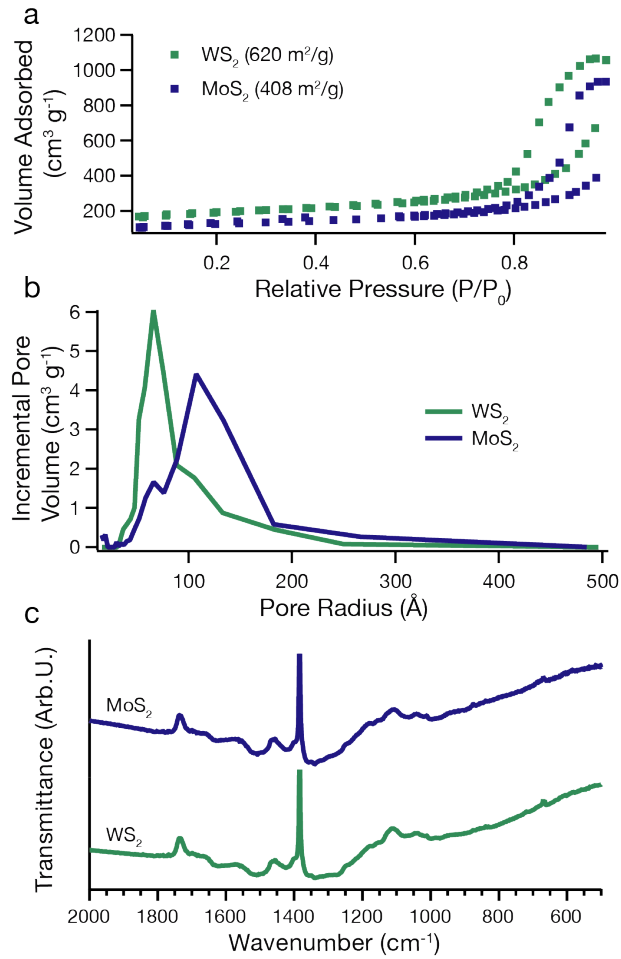 a
1200
1000
800
600
400
200
Volume Adsorbed
(cm³ g⁻¹)
WS₂ (620 m²/g)
MoS₂ (408 m²/g)
0.2 0.4 0.6 0.8
Relative Pressure (P/P₀)
b
6
5
4
3
2
1
0
Incremental Pore
Volume (cm³ g⁻¹)
WS₂
MoS₂
100 200 300 400 500
Pore Radius (Å)
c
Transmittance (Arb.U.)
MoS₂
WS₂
2000 1800 1600 1400 1200 1000 800 600
Wavenumber (cm⁻¹)